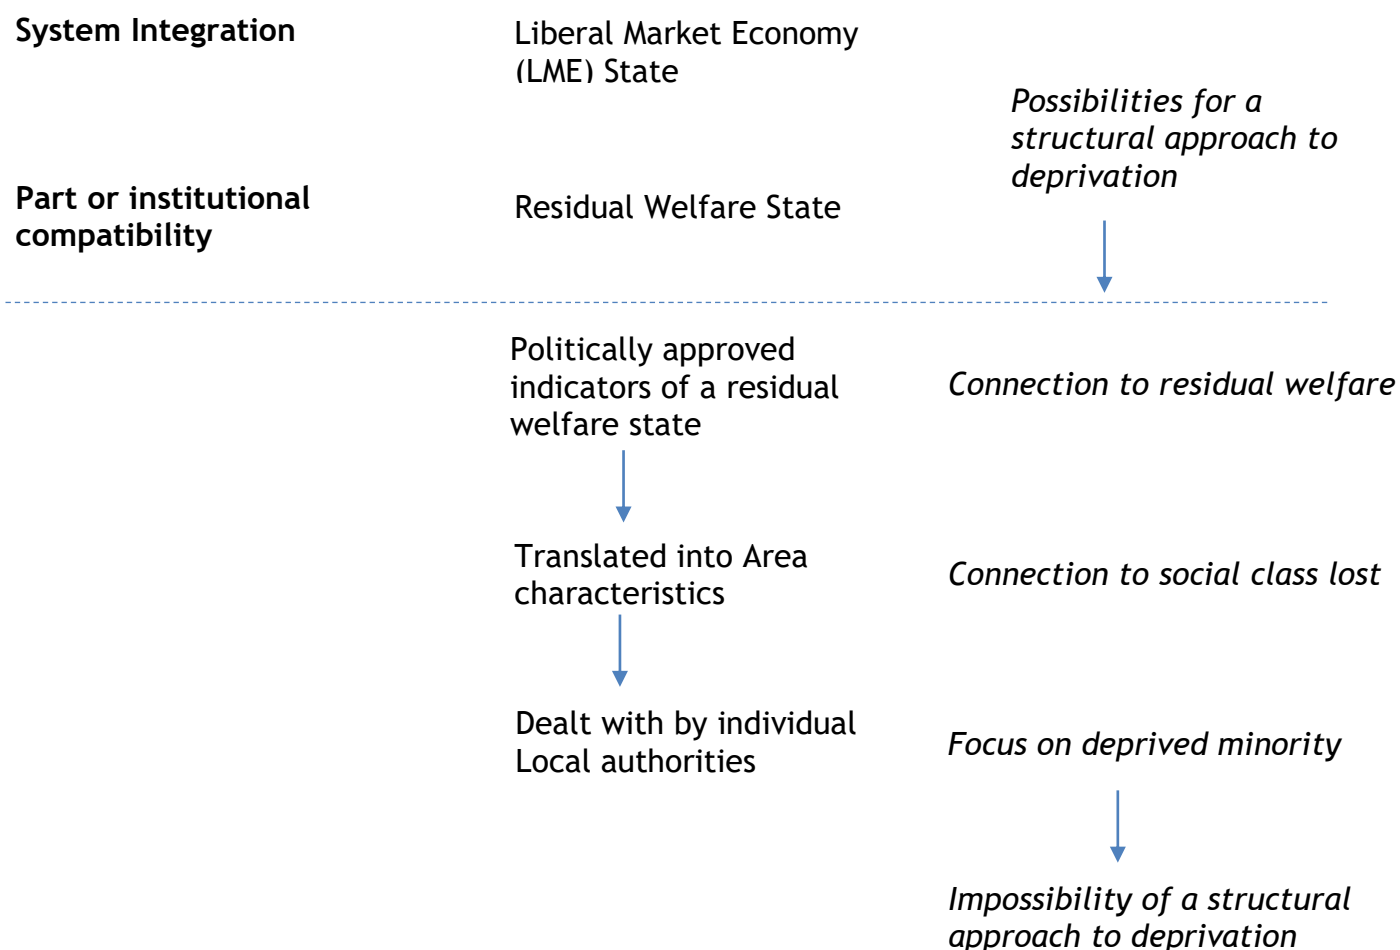 System Integration
Liberal Market Economy
(LME) State
Possibilities for a
structural approach to
deprivation
Part or institutional
compatibility
Residual Welfare State
Politically approved
indicators of a residual
welfare state
Connection to residual welfare
Translated into Area
characteristics
Connection to social class lost
Dealt with by individual
Local authorities
Focus on deprived minority
Impossibility of a structural
approach to deprivation